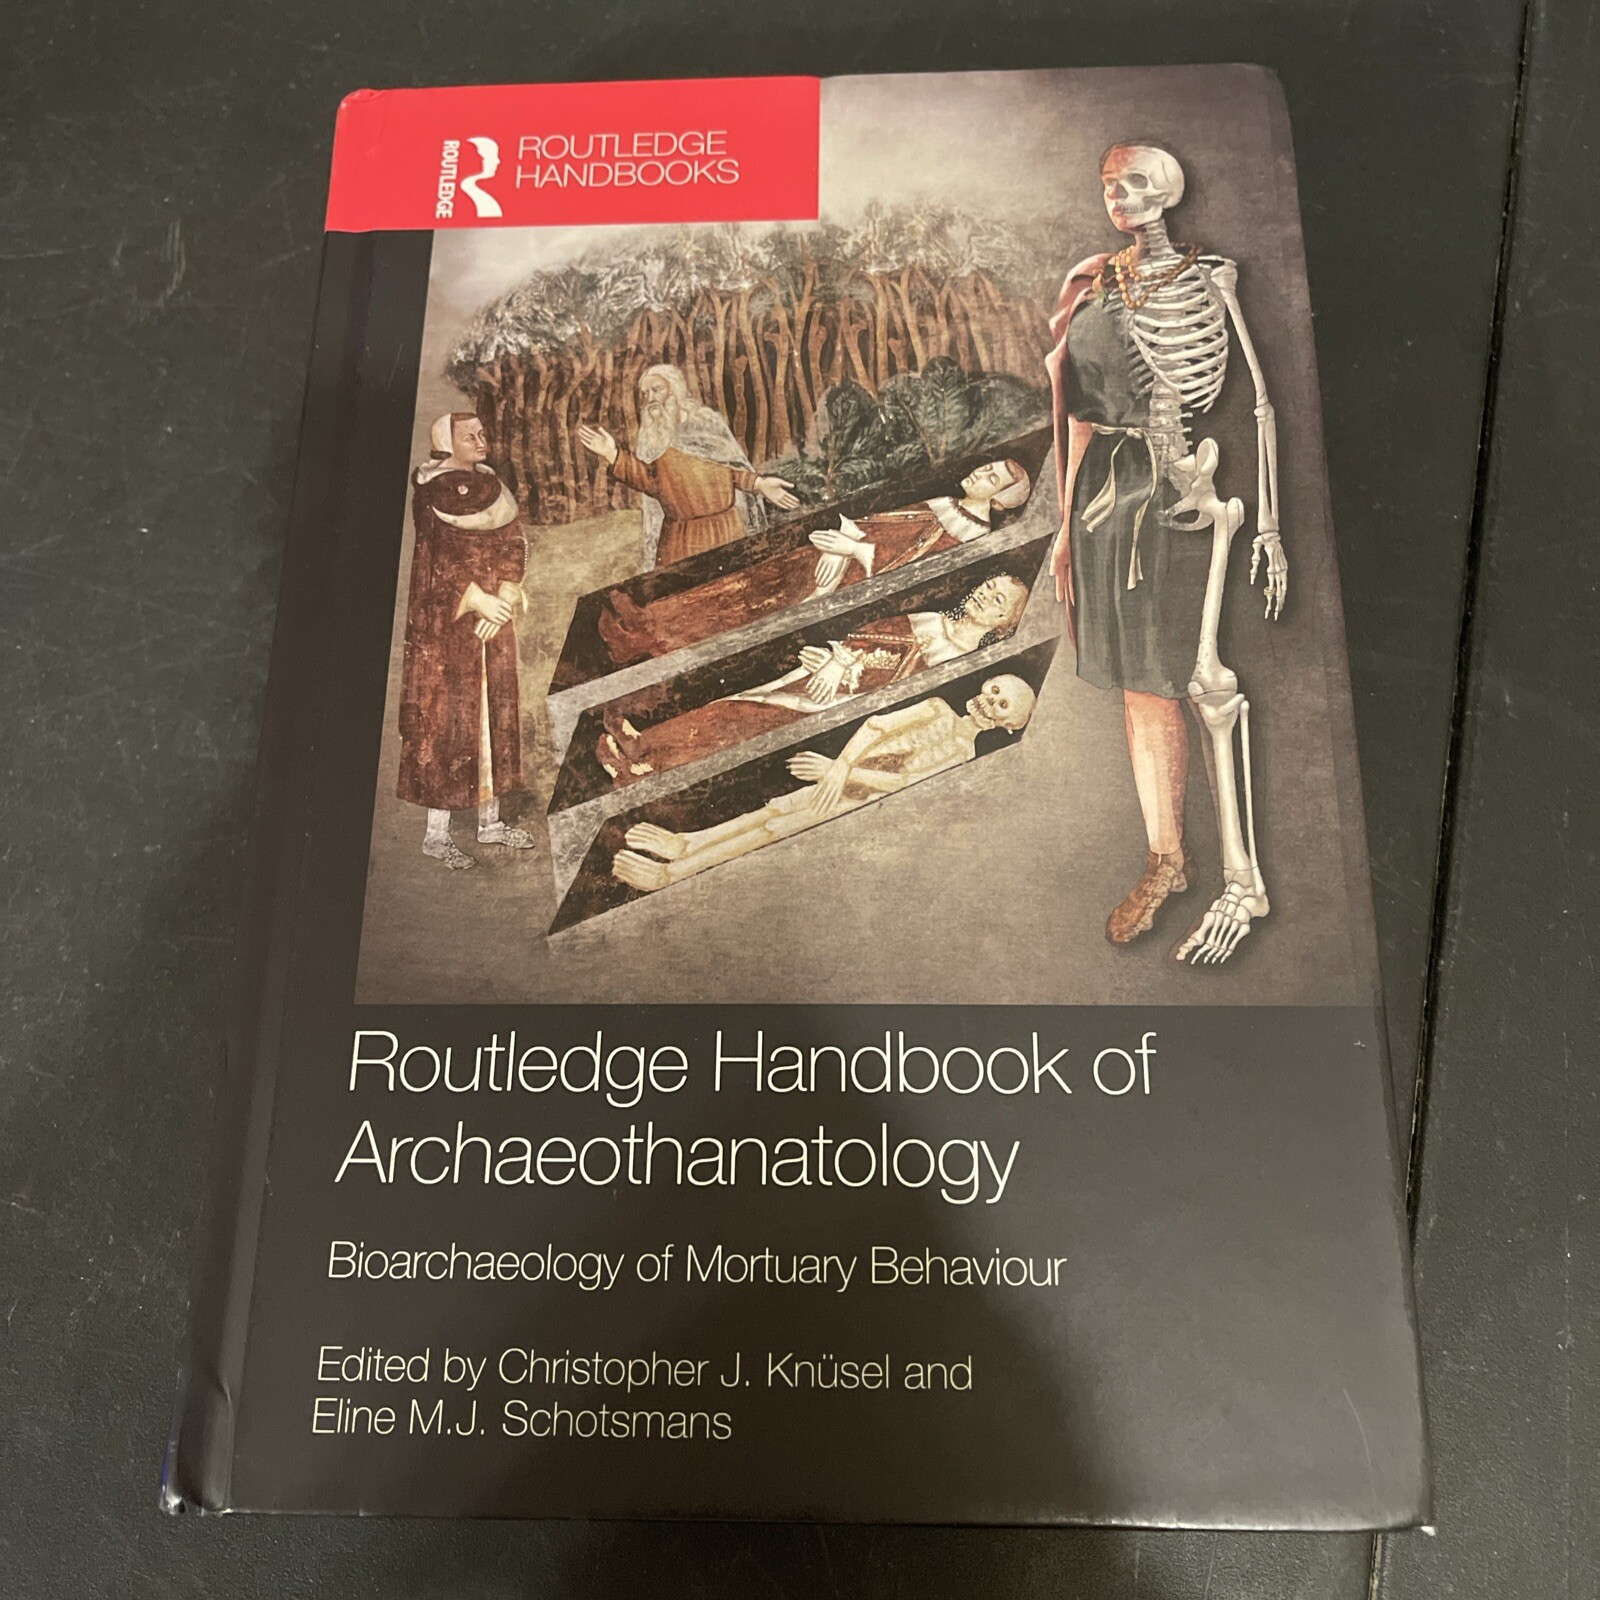 ROUTLEDGE
ROUTLEDGE
HANDBOOKS
Routledge Handbook of
Archaeothanatology
Bioarchaeology of Mortuary Behaviour
Edited by Christopher J. Knüsel and
Eline M.J. Schotsmans